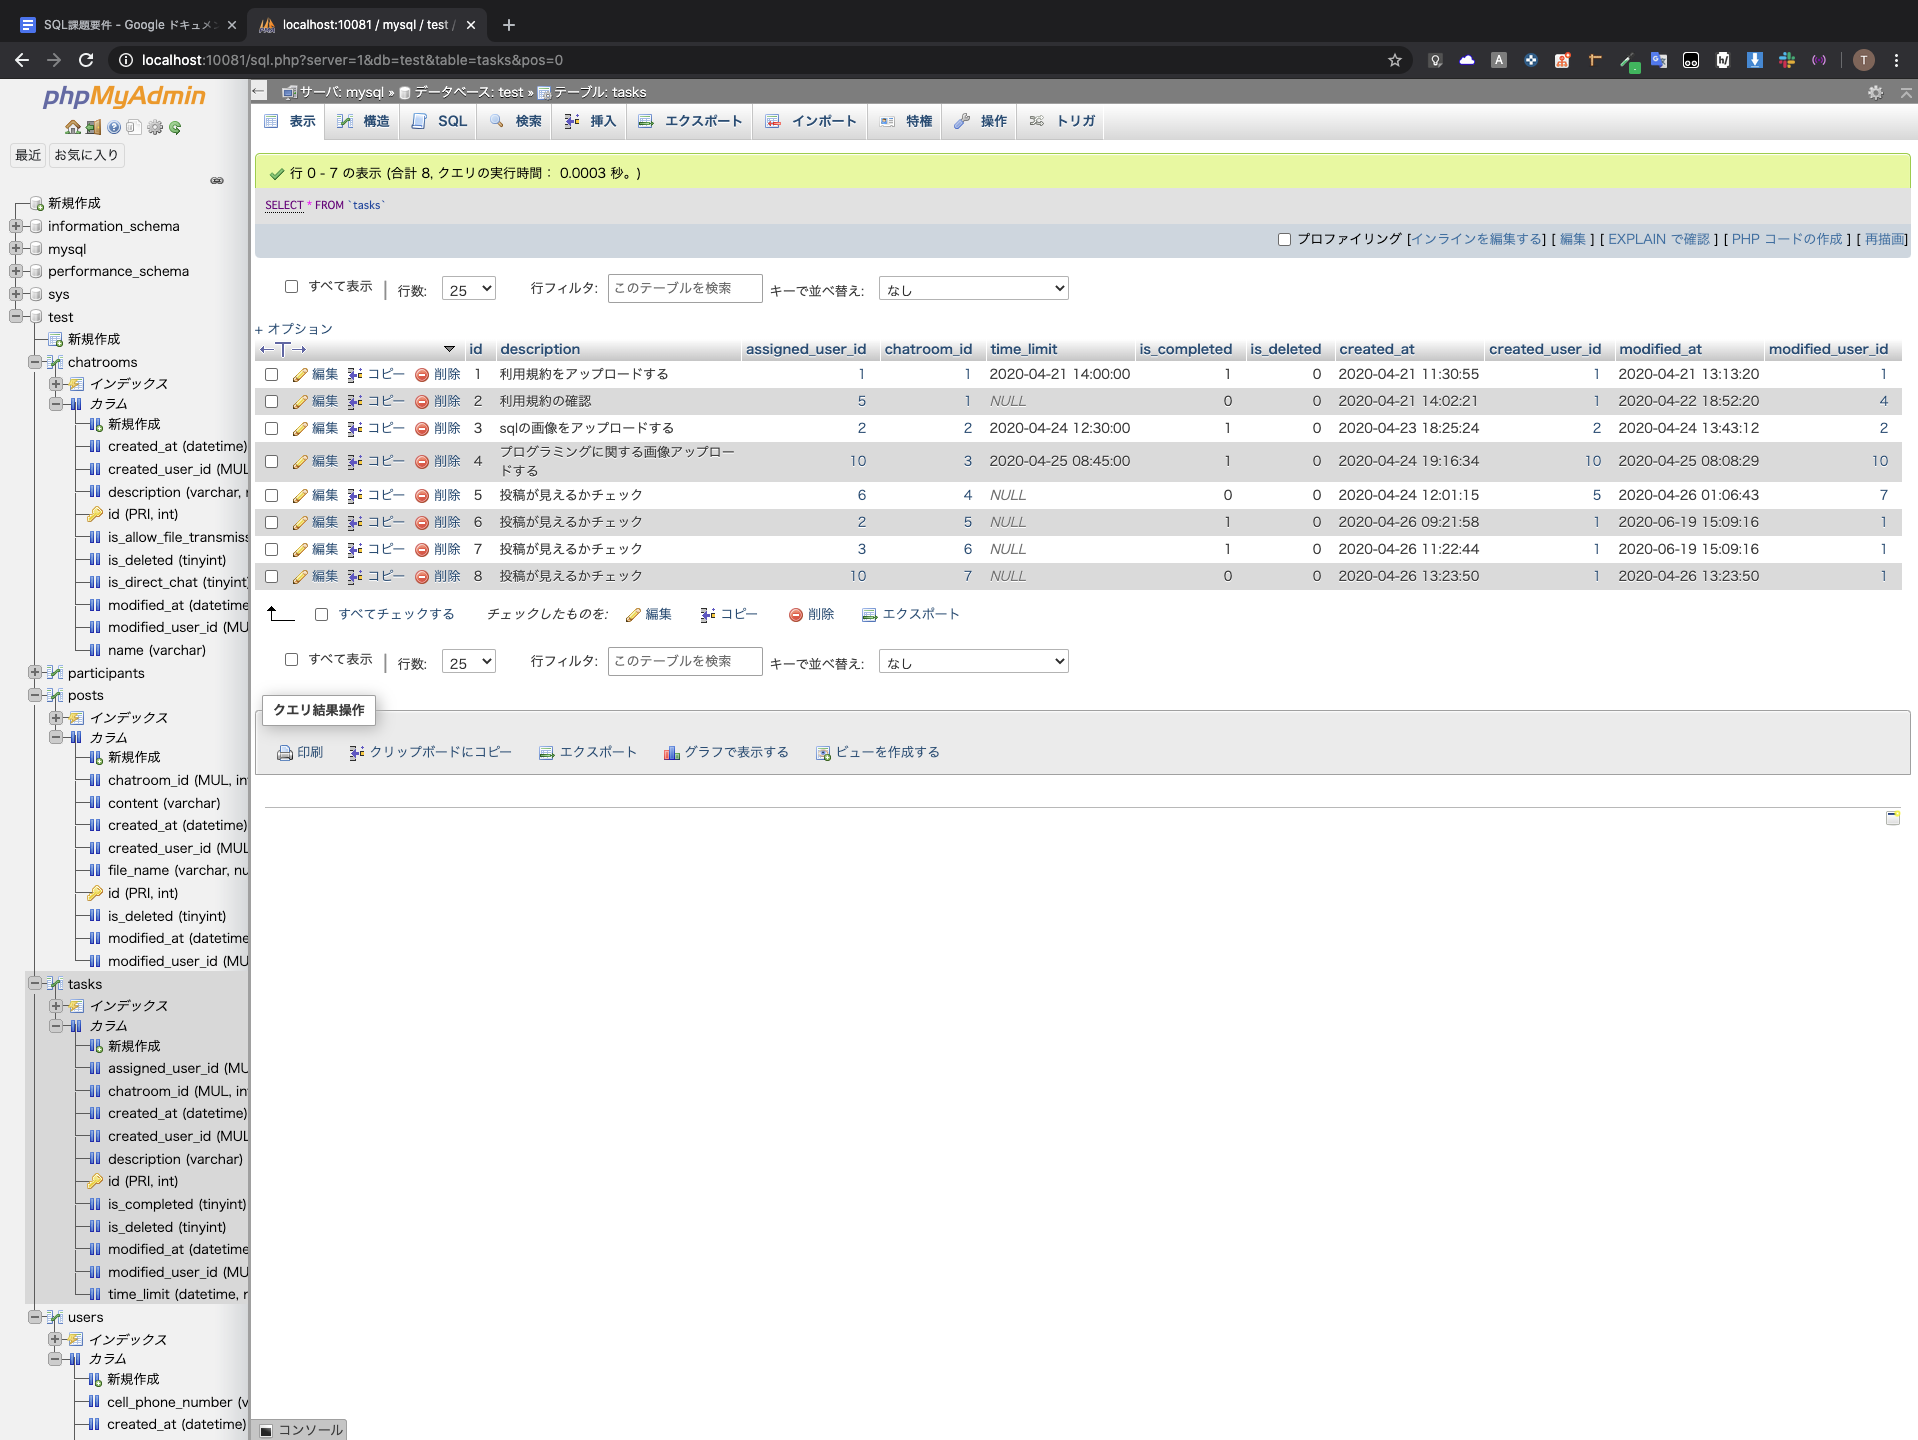 SQL課題要件 - Google ドキュメン
localhost:10081 / mysql / test /
localhost:10081/sql.php?server=1&db=test&table=tasks&pos=0
T
phpMyAdmin
最近 お気に入り
新規作成
information_schema
mysql
performance_schema
sys
test
新規作成
chatrooms
インデックス
カラム
新規作成
created_at (datetime)
created_user_id (MUL
description (varchar, n
id (PRI, int)
is_allow_file_transmiss
is_deleted (tinyint)
is_direct_chat (tinyint)
modified_at (datetime
modified_user_id (MU
name (varchar)
participants
posts
インデックス
カラム
新規作成
chatroom_id (MUL, in
content (varchar)
created_at (datetime)
created_user_id (MUL
file_name (varchar, nu
id (PRI, int)
is_deleted (tinyint)
modified_at (datetime
modified_user_id (MU
tasks
インデックス
カラム
新規作成
assigned_user_id (MU
chatroom_id (MUL, in
created_at (datetime)
created_user_id (MUL
description (varchar)
id (PRI, int)
is_completed (tinyint)
is_deleted (tinyint)
modified_at (datetime
modified_user_id (MU
time_limit (datetime, n
users
インデックス
カラム
新規作成
cell_phone_number (v
created_at (datetime)
サーバ: mysql » データベース: test » テーブル: tasks
表示 構造 SQL 検索 挿入 エクスポート インポート 特権 操作 トリガ
行 0 - 7 の表示 (合計 8, クエリの実行時間： 0.0003 秒。)
SELECT * FROM `tasks`
プロファイリング [インラインを編集する] [ 編集 ] [ EXPLAIN で確認 ] [ PHP コードの作成 ] [ 再描画]
すべて表示 | 行数: 25 行フィルタ: このテーブルを検索 キーで並べ替え: なし
+ オプション
←T→ id description assigned_user_id chatroom_id time_limit is_completed is_deleted created_at created_user_id modified_at modified_user_id
編集 コピー 削除 1 利用規約をアップロードする 1 1 2020-04-21 14:00:00 1 0 2020-04-21 11:30:55 1 2020-04-21 13:13:20 1
編集 コピー 削除 2 利用規約の確認 5 1 NULL 0 0 2020-04-21 14:02:21 1 2020-04-22 18:52:20 4
編集 コピー 削除 3 sqlの画像をアップロードする 2 2 2020-04-24 12:30:00 1 0 2020-04-23 18:25:24 2 2020-04-24 13:43:12 2
編集 コピー 削除 4 プログラミングに関する画像アップロー
ドする 10 3 2020-04-25 08:45:00 1 0 2020-04-24 19:16:34 10 2020-04-25 08:08:29 10
編集 コピー 削除 5 投稿が見えるかチェック 6 4 NULL 0 0 2020-04-24 12:01:15 5 2020-04-26 01:06:43 7
編集 コピー 削除 6 投稿が見えるかチェック 2 5 NULL 1 0 2020-04-26 09:21:58 1 2020-06-19 15:09:16 1
編集 コピー 削除 7 投稿が見えるかチェック 3 6 NULL 1 0 2020-04-26 11:22:44 1 2020-06-19 15:09:16 1
編集 コピー 削除 8 投稿が見えるかチェック 10 7 NULL 0 0 2020-04-26 13:23:50 1 2020-04-26 13:23:50 1
すべてチェックする チェックしたものを: 編集 コピー 削除 エクスポート
すべて表示 | 行数: 25 行フィルタ: このテーブルを検索 キーで並べ替え: なし
クエリ結果操作
印刷 クリップボードにコピー エクスポート グラフで表示する ビューを作成する
コンソール